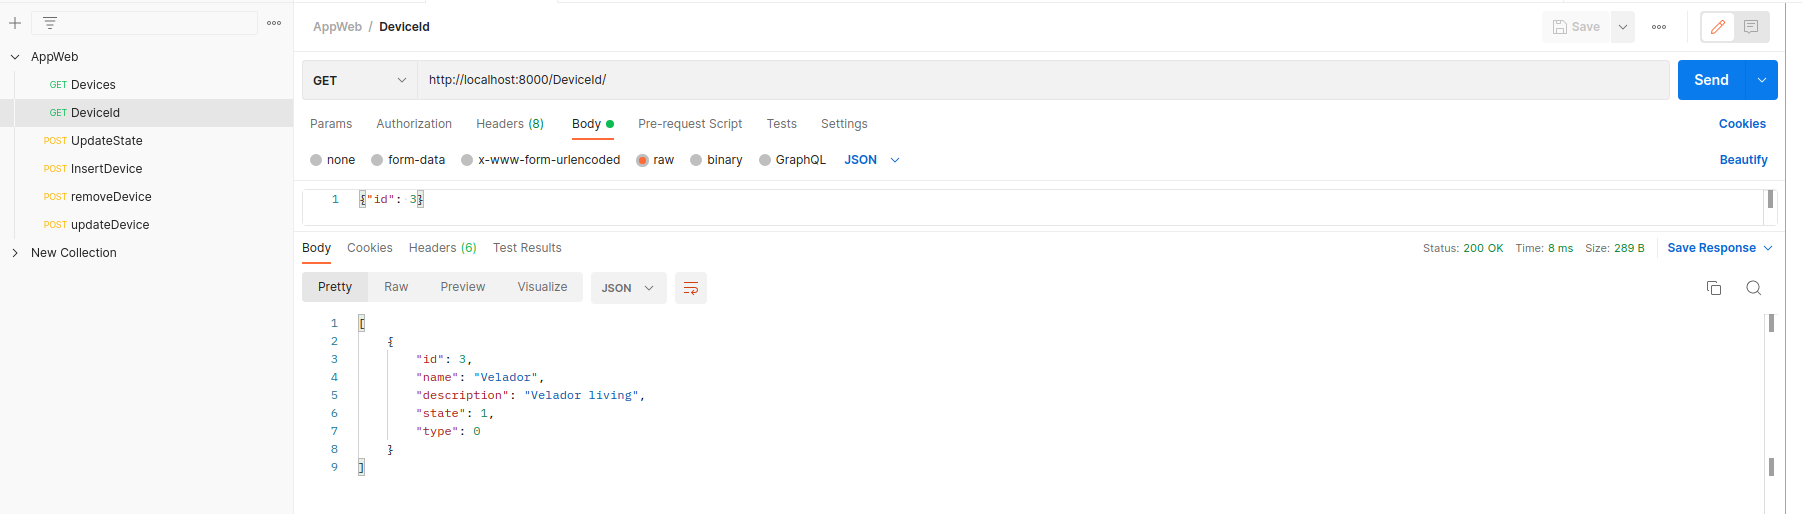 AppWeb / DeviceId
Save
AppWeb
GET Devices
GET DeviceId
POST UpdateState
POST InsertDevice
POST removeDevice
POST updateDevice
New Collection
GET http://localhost:8000/DeviceId/ Send
Params Authorization Headers (8) Body Pre-request Script Tests Settings Cookies
none form-data x-www-form-urlencoded raw binary GraphQL JSON Beautify
1 {"id": 3}
Body Cookies Headers (6) Test Results Status: 200 OK Time: 8 ms Size: 289 B Save Response
Pretty Raw Preview Visualize JSON
1 [
2 {
3 "id": 3,
4 "name": "Velador",
5 "description": "Velador living",
6 "state": 1,
7 "type": 0
8 }
9 ]